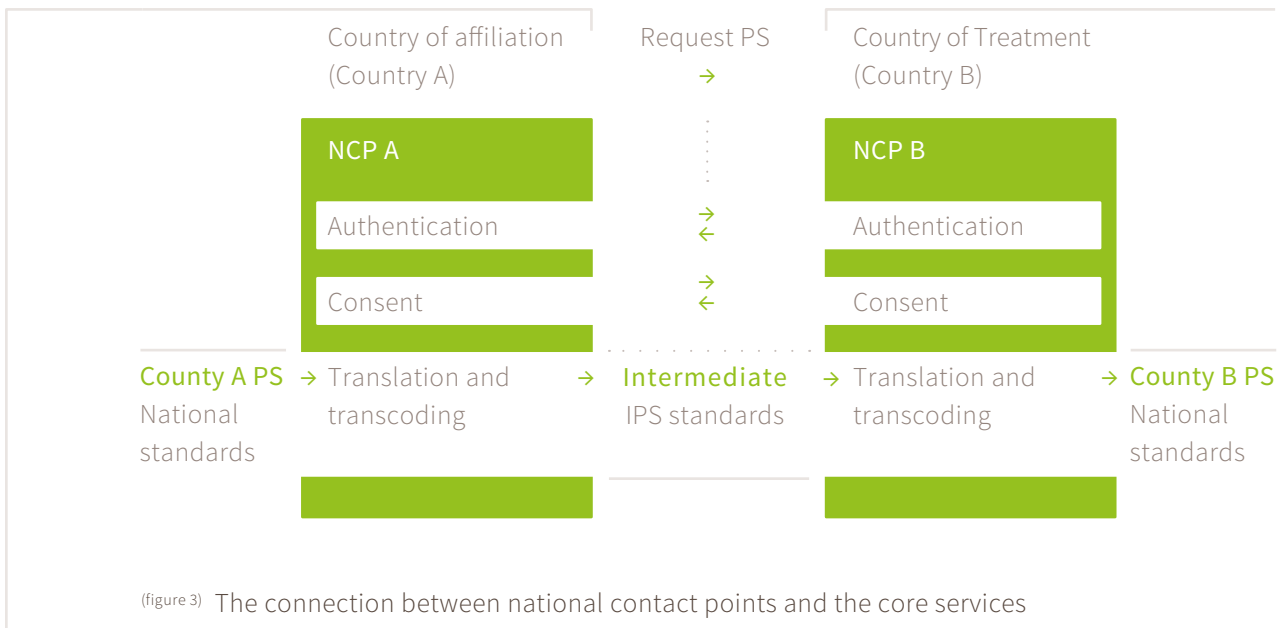 Country of affiliation
(Country A)
Request PS
→
Country of Treatment
(Country B)
NCP A
NCP B
Authentication
→
←
Authentication
Consent
→
←
Consent
County A PS
National
standards
→ Translation and
transcoding
→ Intermediate
IPS standards
→ Translation and
transcoding
→ County B PS
National
standards
(figure 3) The connection between national contact points and the core services